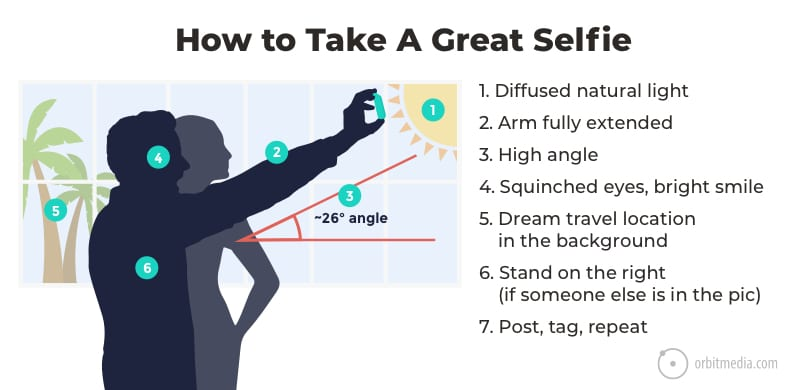 How to Take A Great Selfie
1
2
3
4
5
6
~26° angle
1. Diffused natural light
2. Arm fully extended
3. High angle
4. Squinched eyes, bright smile
5. Dream travel location
in the background
6. Stand on the right
(if someone else is in the pic)
7. Post, tag, repeat
orbitmedia.com